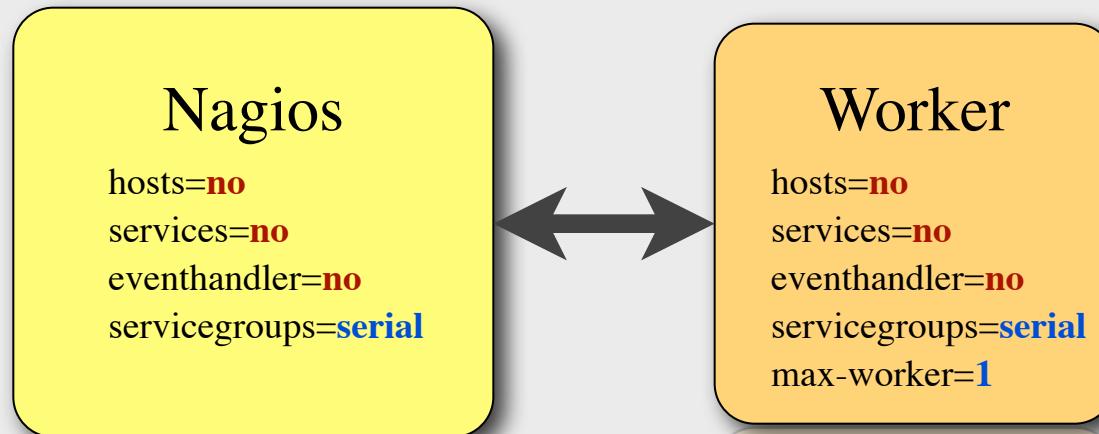 Nagios
hosts=no
services=no
eventhandler=no
servicegroups=serial
Worker
hosts=no
services=no
eventhandler=no
servicegroups=serial
max-worker=1